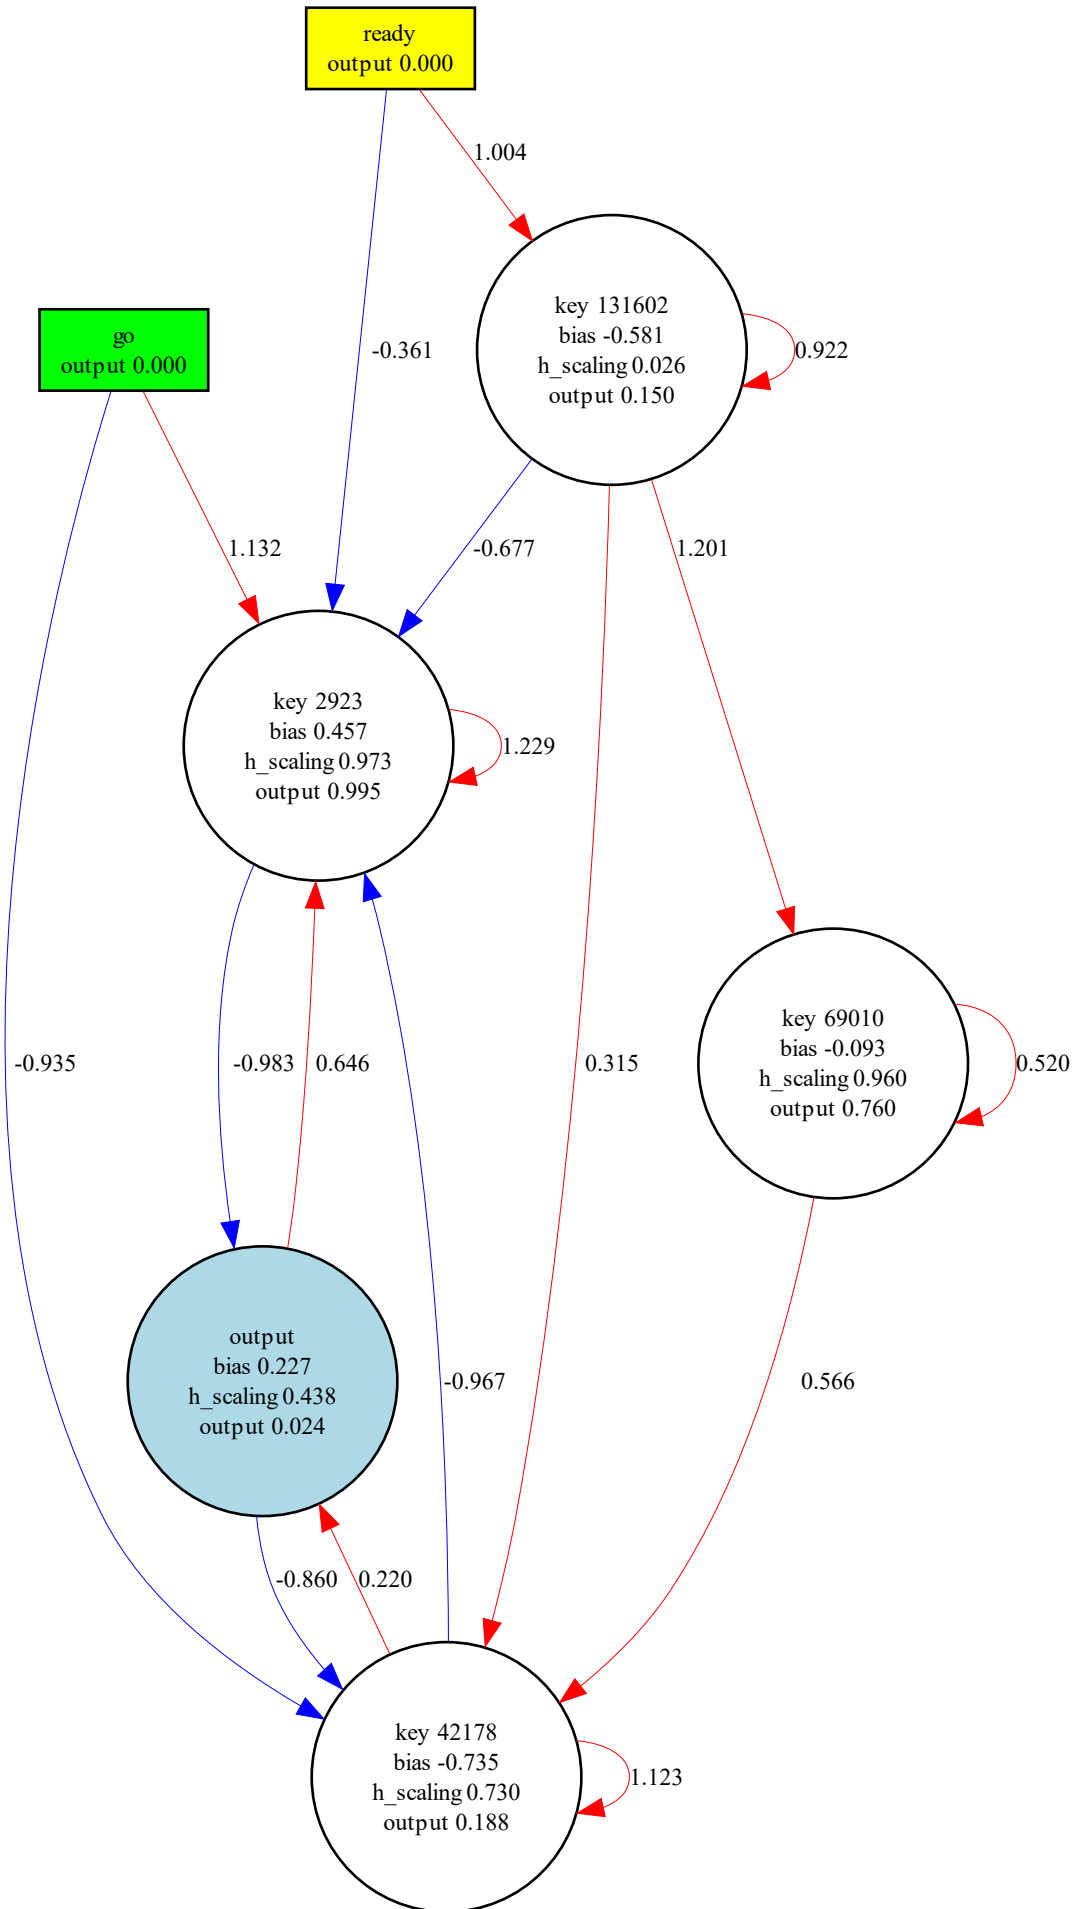 ready
output 0.000
1.004
key 131602
bias -0.581
h_scaling 0.026
output 0.150
0.922
go
output 0.000
-0.361
1.132
-0.677
1.201
key 2923
bias 0.457
h_scaling 0.973
output 0.995
1.229
key 69010
bias -0.093
h_scaling 0.960
output 0.760
0.520
-0.935
-0.983
0.646
0.315
output
bias 0.227
h_scaling 0.438
output 0.024
-0.967
0.566
-0.860
0.220
key 42178
bias -0.735
h_scaling 0.730
output 0.188
1.123